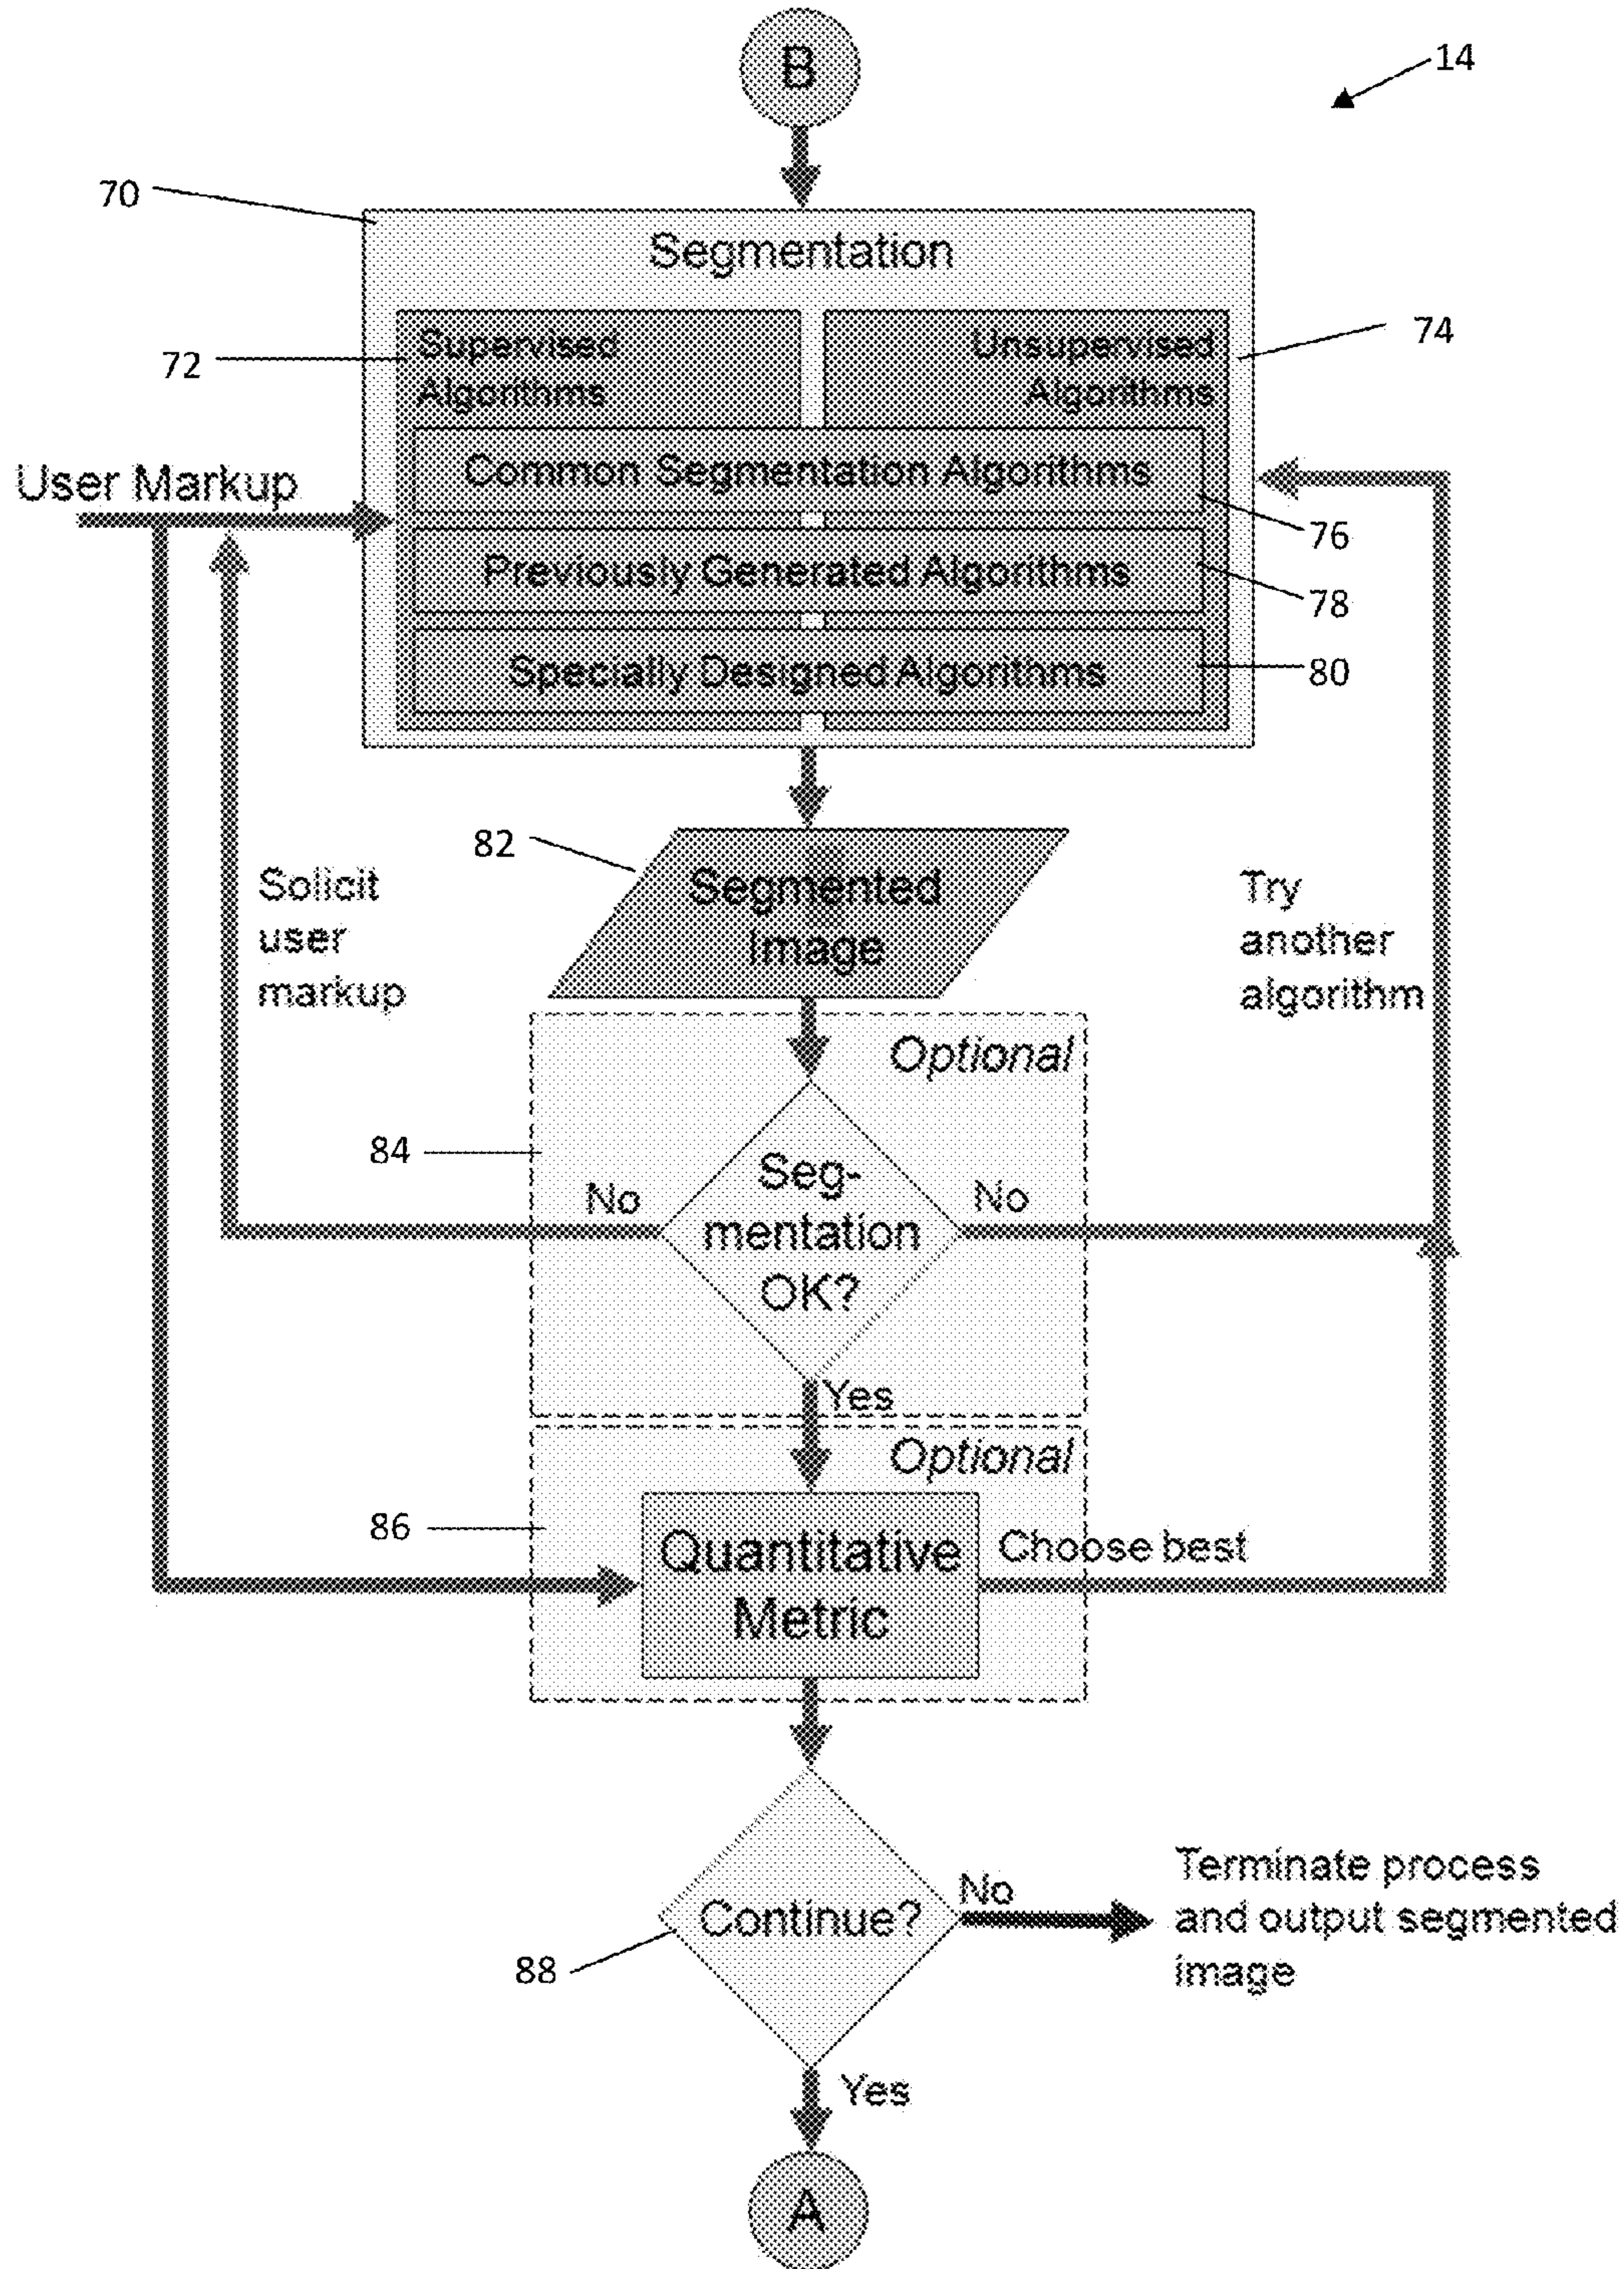 B
14
70
Segmentation
72
Supervised
Algorithms
Unsupervised
Algorithms
74
User Markup
Common Segmentation Algorithms
76
Previously Generated Algorithms
78
Specially Designed Algorithms
80
82
Segmented
Image
Solicit
user
markup
Try
another
algorithm
Optional
84
No
Seg-
mentation
OK?
No
Yes
Optional
86
Quantitative
Metric
Choose best
Continue?
88
No
Terminate process
and output segmented
image
Yes
A